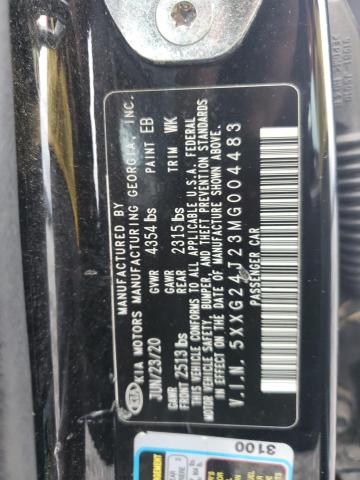 MANUFACTURED BY
KIA MOTORS MANUFACTURING GEORGIA, INC.
KIA
JUN/23/20 4354 lbs PAINT EB
GVWR
GAWR GAWR
FRONT 2513 lbs REAR 2315 lbs TRIM WK
THIS VEHICLE CONFORMS TO ALL APPLICABLE U.S.A. FEDERAL
MOTOR VEHICLE SAFETY, BUMPER, AND THEFT PREVENTION STANDARDS
IN EFFECT ON THE DATE OF MANUFACTURE SHOWN ABOVE.
V.I.N. 5XXG24J23MG004483
PASSENGER CAR
3100